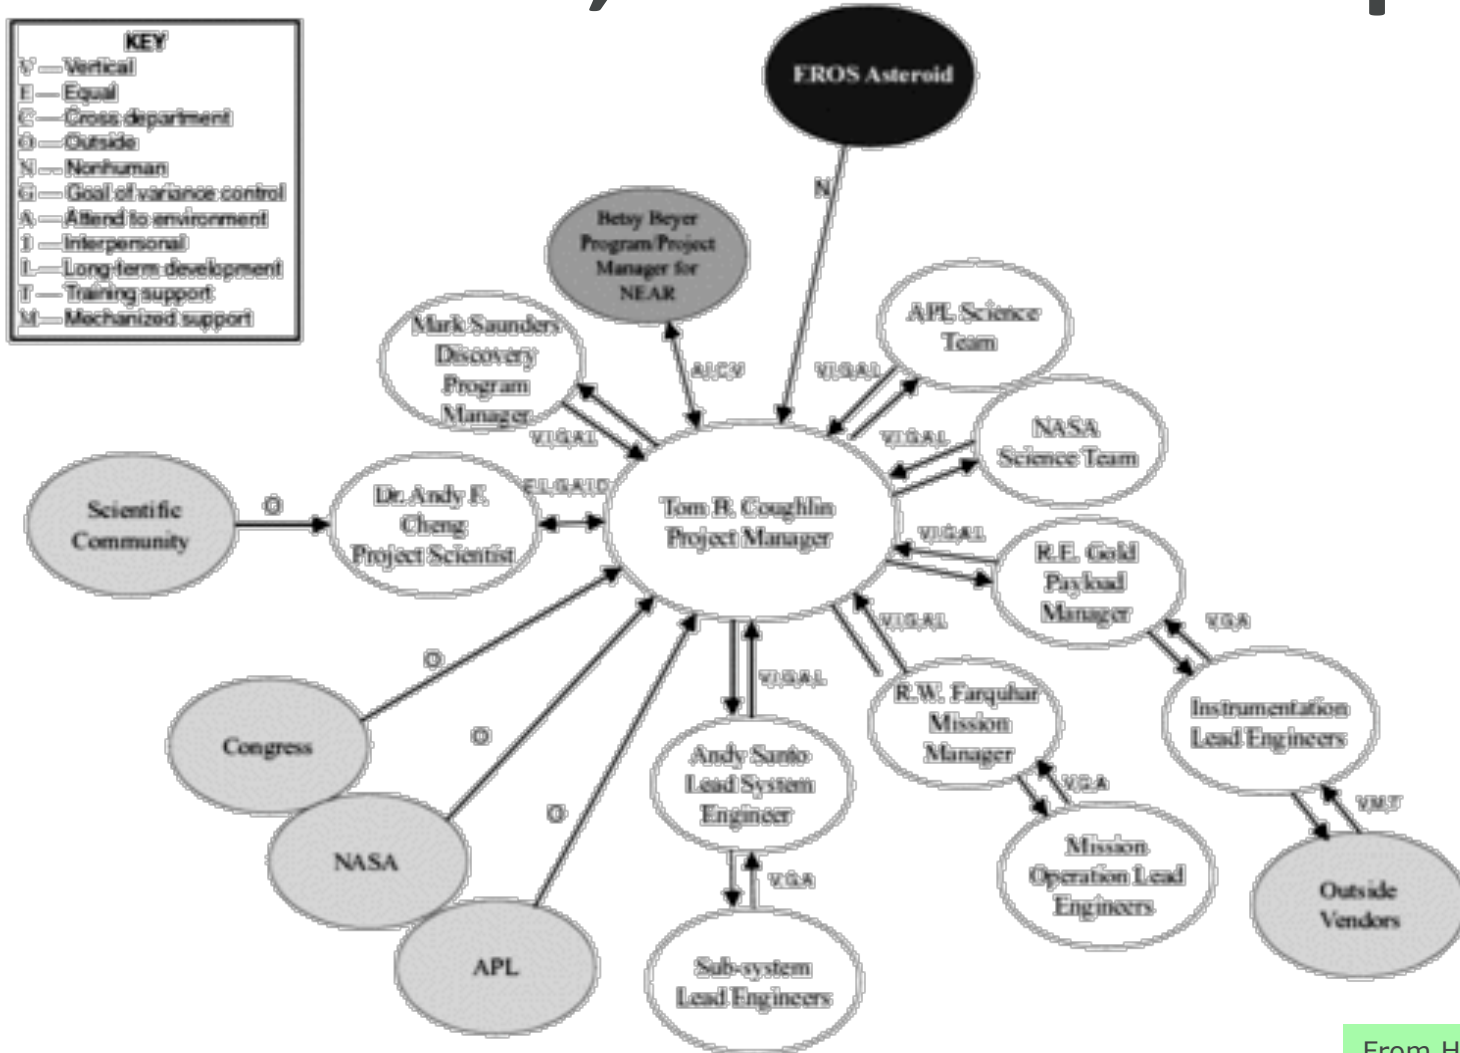 KEY
V — Vertical
E — Equal
C — Cross department
O — Outside
N — Nonhuman
G — Goal of variance control
A — Attend to environment
I — Interpersonal
L — Long-term development
T — Training support
M — Mechanized support
EROS Asteroid
N
Betsy Beyer
Program/Project
Manager for
NEAR
A,I,C,V
Mark Saunders
Discovery
Program
Manager
V,I,G,A,L
APL Science
Team
V,I,G,A,L
NASA
Science Team
V,I,G,A,L
Scientific
Community
O
Dr. Andy F.
Cheng
Project Scientist
Tom B. Coughlin
Project Manager
V,I,G,A,L
R.E. Gold
Payload
Manager
V,G,A
Instrumentation
Lead Engineers
V,M,T
Outside
Vendors
V,I,G,A,L
R.W. Farquhar
Mission
Manager
V,G,A
Mission
Operation Lead
Engineers
V,I,G,A,L
Andy Santo
Lead System
Engineer
V,G,A
Sub-system
Lead Engineers
O
Congress
O
NASA
O
APL
From H